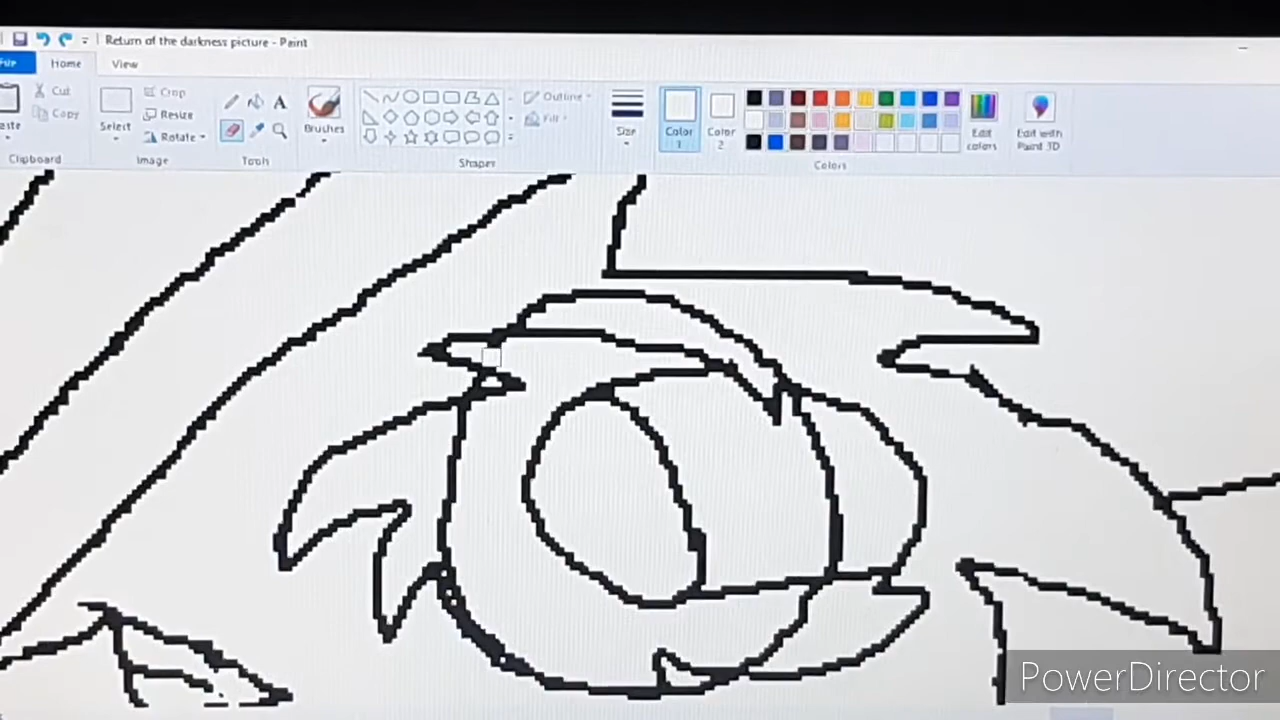 Return of the darkness picture - Paint
File Home View
Cut
Copy
Paste
Clipboard
Select
Crop
Resize
Rotate
Image
A
Tools
Brushes
Shapes
Outline
Fill
Size
Color
1
Color
2
Colors
Edit
colors
Edit with
Paint 3D
PowerDirector